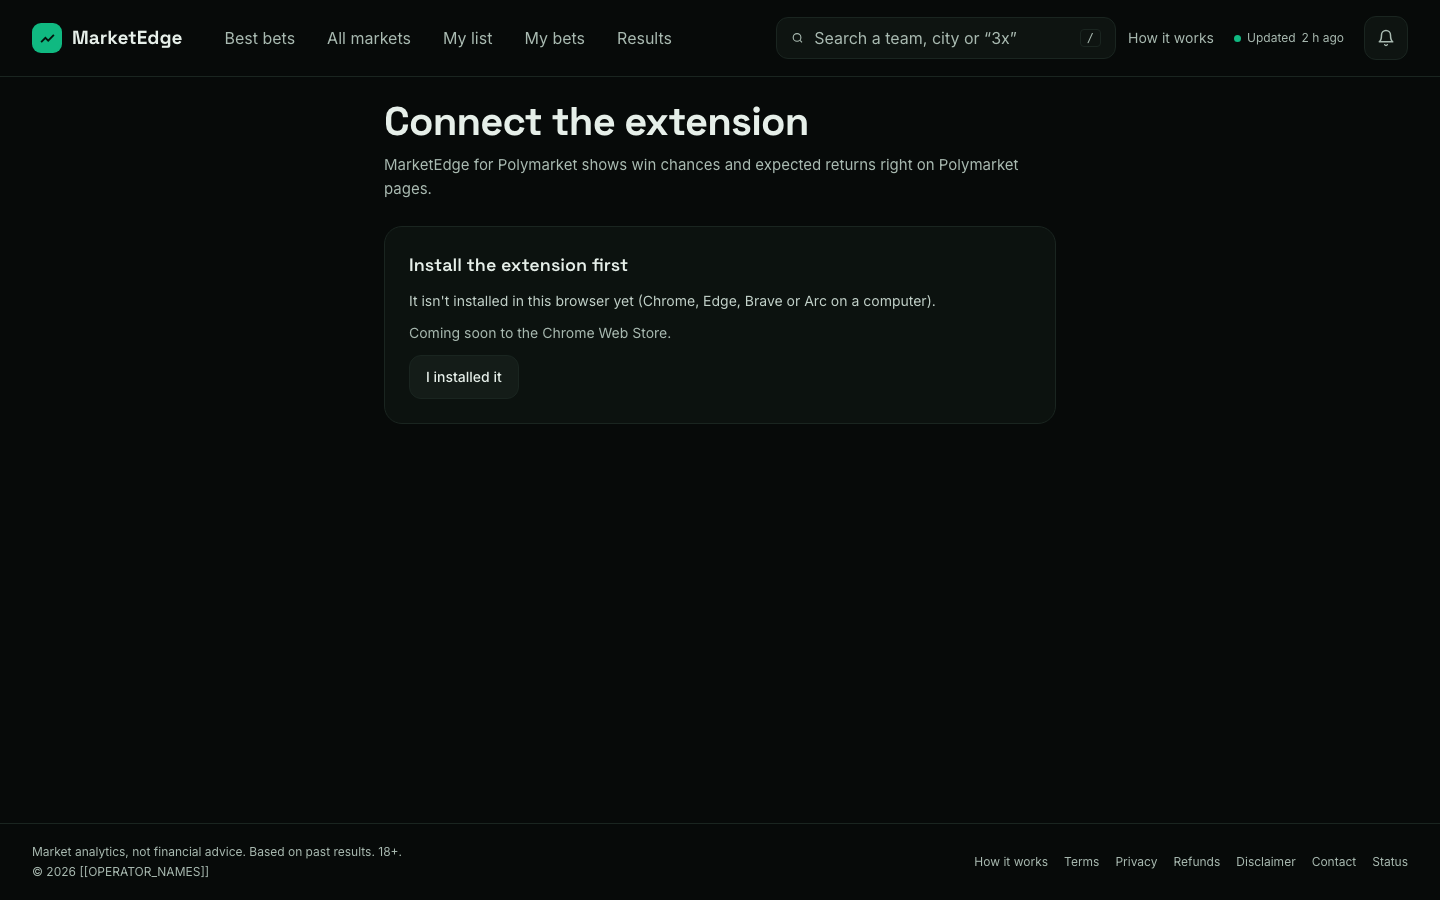 MarketEdge
Best bets
All markets
My list
My bets
Results
Search a team, city or “3x”
/
How it works
Updated 2 h ago
Connect the extension
MarketEdge for Polymarket shows win chances and expected returns right on Polymarket
pages.
Install the extension first
It isn't installed in this browser yet (Chrome, Edge, Brave or Arc on a computer).
Coming soon to the Chrome Web Store.
I installed it
Market analytics, not financial advice. Based on past results. 18+.
© 2026 [[OPERATOR_NAMES]]
How it works
Terms
Privacy
Refunds
Disclaimer
Contact
Status